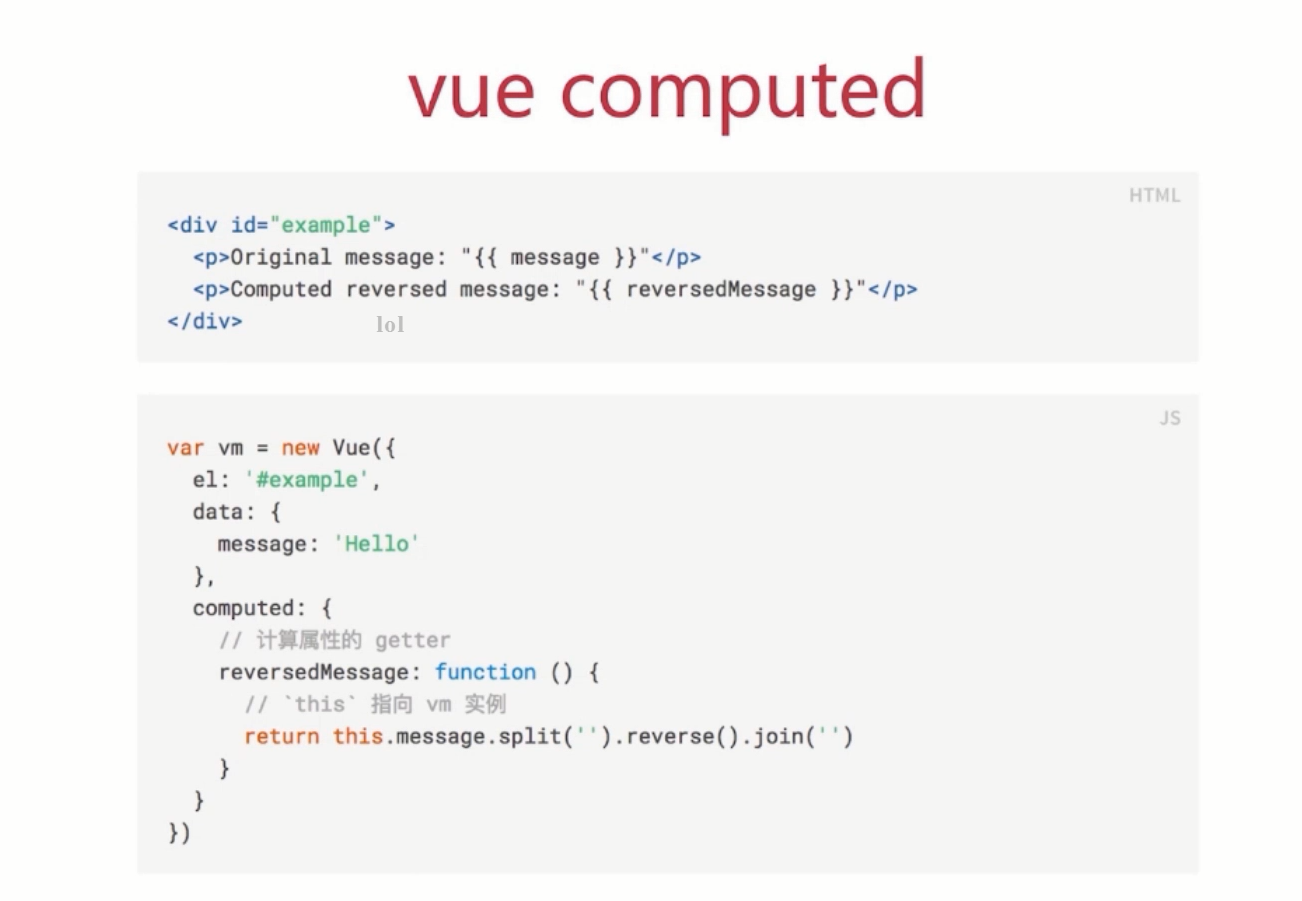 vue computed
HTML
<div id="example">
  <p>Original message: "{{ message }}"</p>
  <p>Computed reversed message: "{{ reversedMessage }}"</p>
</div>
lol
JS
var vm = new Vue({
  el: '#example',
  data: {
    message: 'Hello'
  },
  computed: {
    // 计算属性的 getter
    reversedMessage: function () {
      // `this` 指向 vm 实例
      return this.message.split('').reverse().join('')
    }
  }
})